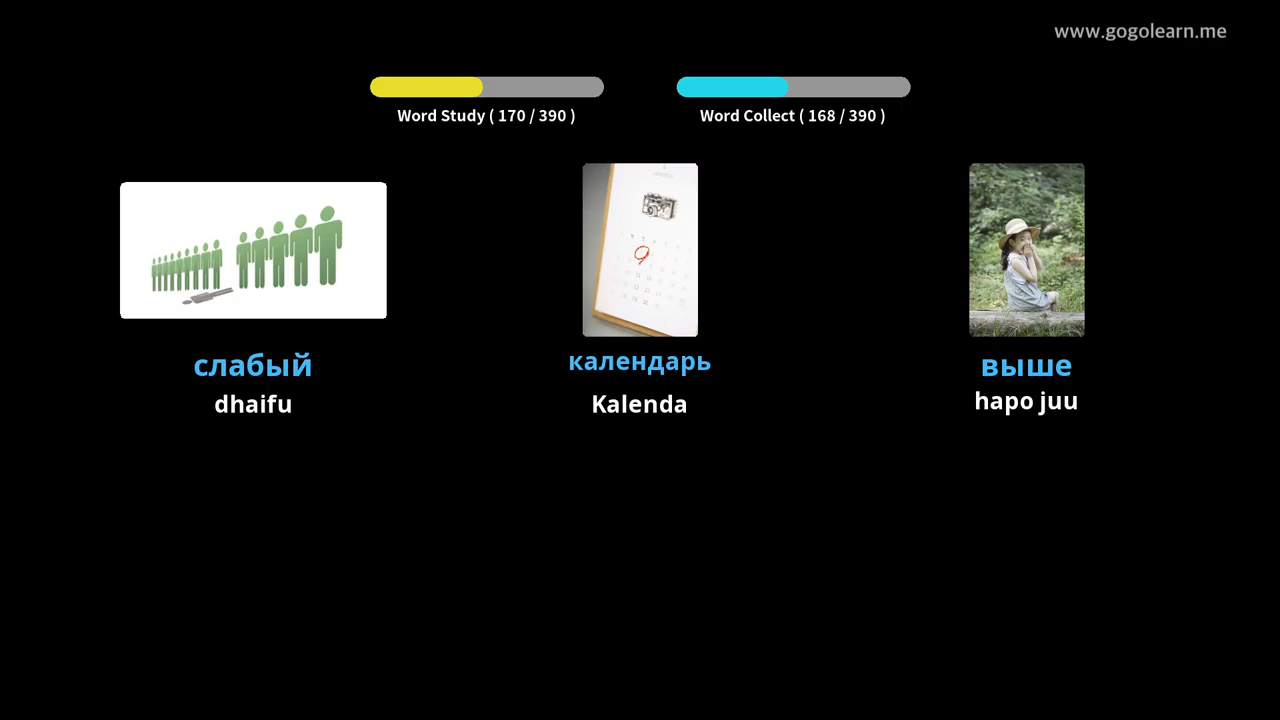 www.gogolearn.me
Word Study ( 170 / 390 )
Word Collect ( 168 / 390 )
слабый
календарь
выше
dhaifu
Kalenda
hapo juu